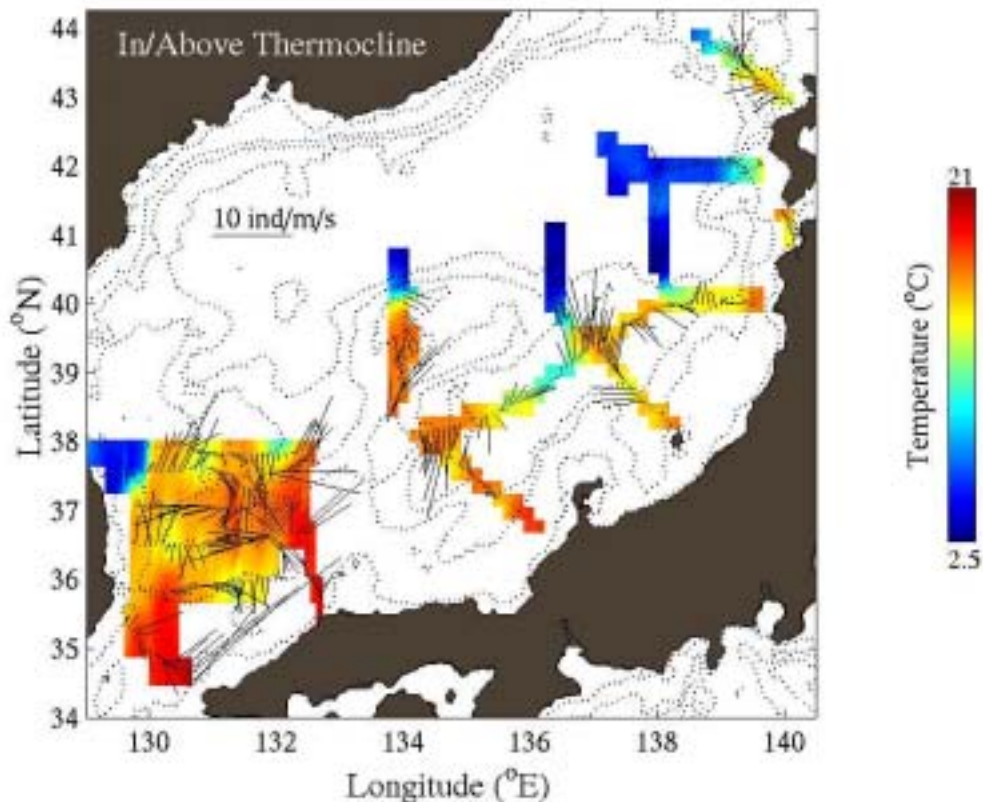 In/Above Thermocline
10 ind/m/s
44
43
42
41
40
39
38
37
36
35
34
Latitude (°N)
130 132 134 136 138 140
Longitude (°E)
21
Temperature (°C)
2.5